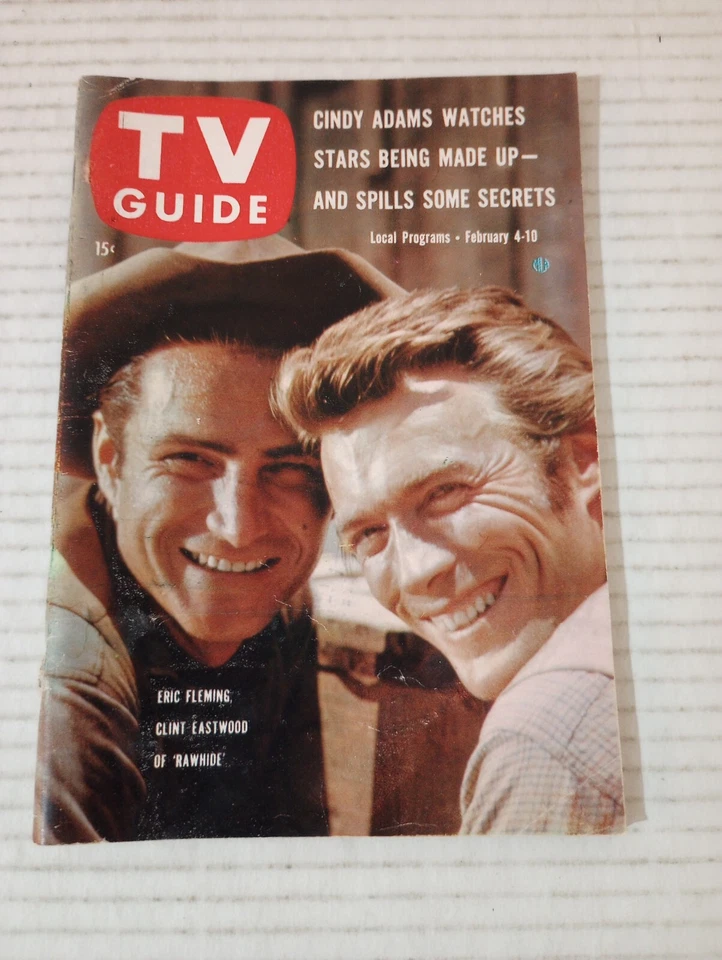 TV
GUIDE
15¢
CINDY ADAMS WATCHES
STARS BEING MADE UP—
AND SPILLS SOME SECRETS
Local Programs • February 4-10
ERIC FLEMING,
CLINT EASTWOOD
OF 'RAWHIDE'